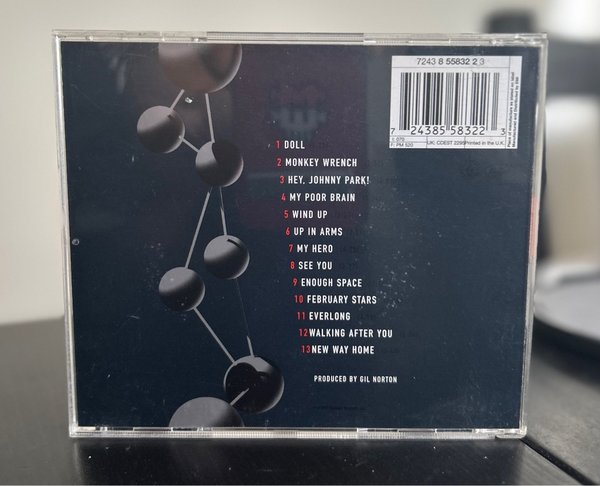 7243 8 55832 2 3
7 24385 58322 3
UK: CDEST 2295
Printed in the U.K.
F: PM 520
1 DOLL
2 MONKEY WRENCH
3 HEY, JOHNNY PARK!
4 MY POOR BRAIN
5 WIND UP
6 UP IN ARMS
7 MY HERO
8 SEE YOU
9 ENOUGH SPACE
10 FEBRUARY STARS
11 EVERLONG
12 WALKING AFTER YOU
13 NEW WAY HOME
PRODUCED BY GIL NORTON